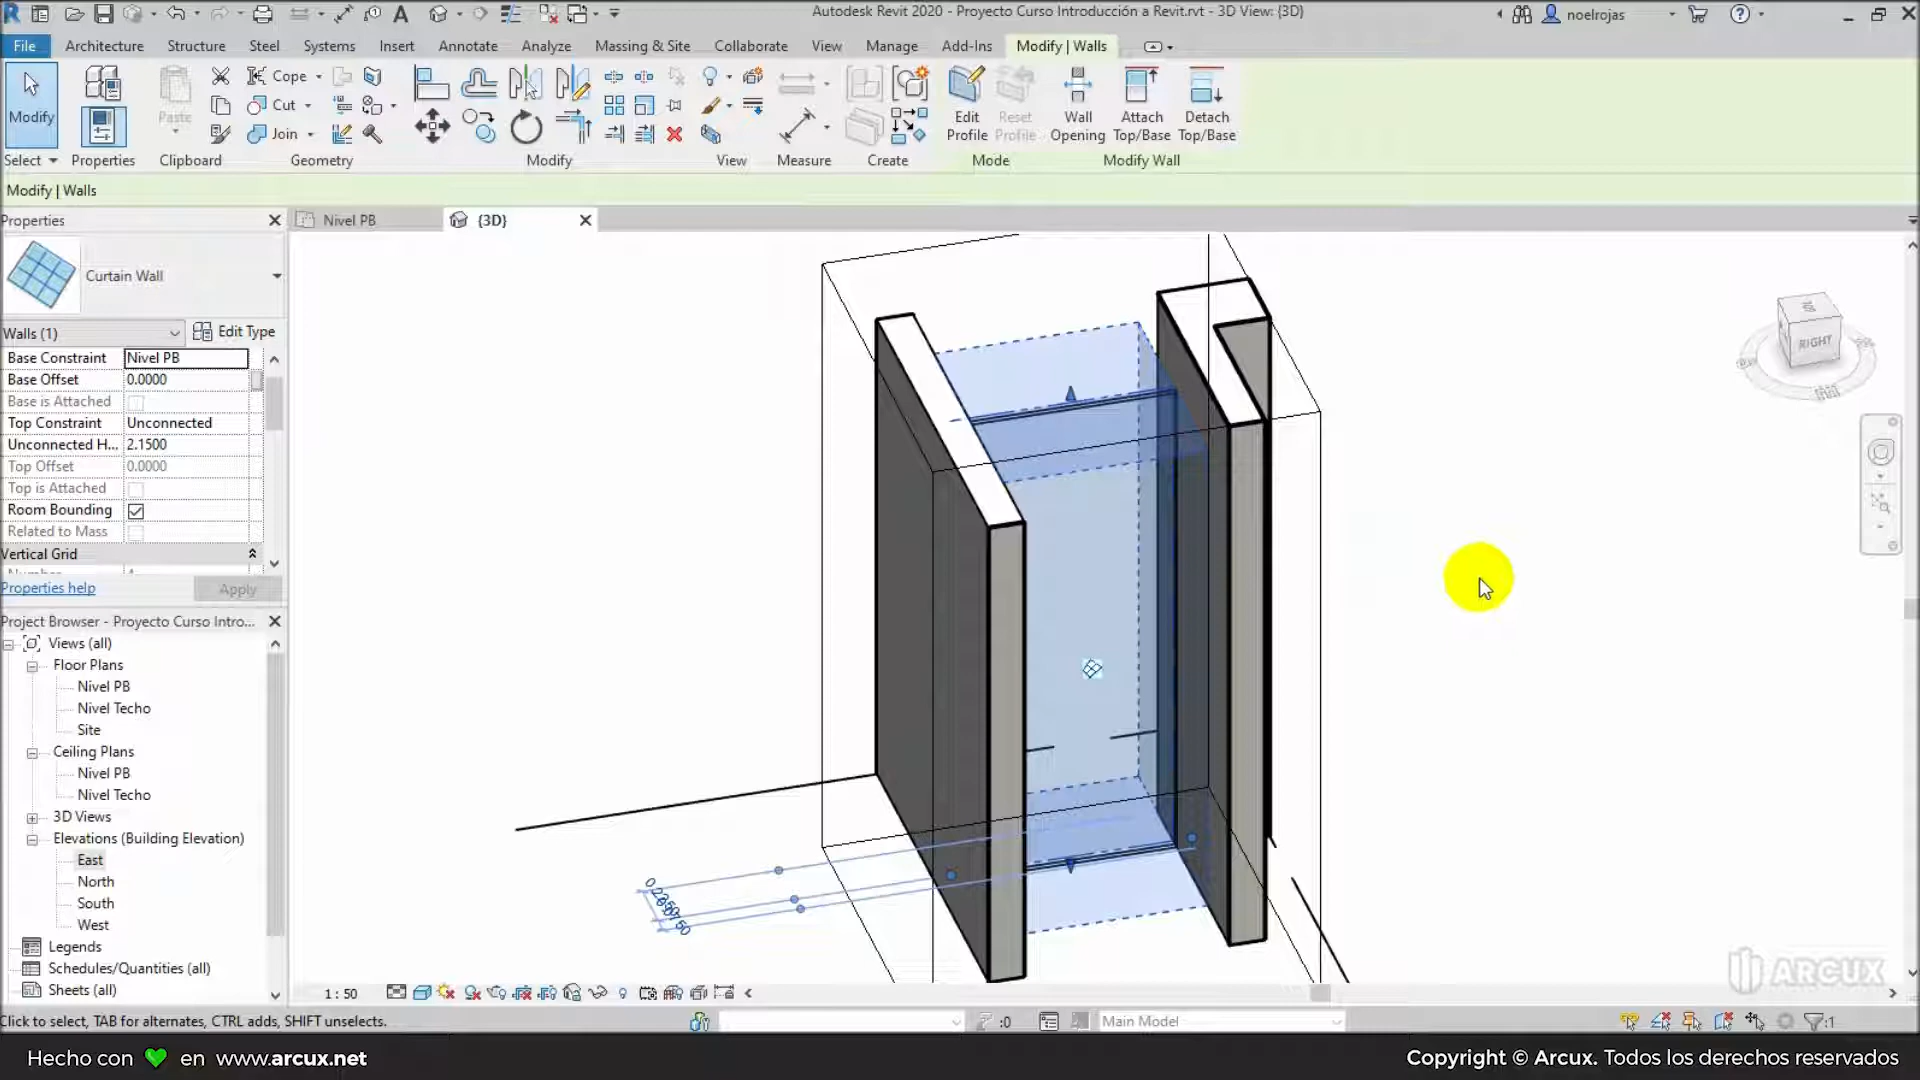 Autodesk Revit 2020 - Proyecto Curso Introducción a Revit.rvt - 3D View: {3D}
noelrojas
File Architecture Structure Steel Systems Insert Annotate Analyze Massing & Site Collaborate View Manage Add-Ins Modify | Walls
Modify
Paste
Cope
Cut
Join
Edit Profile
Reset Profile
Wall Opening
Attach Top/Base
Detach Top/Base
Select Properties Clipboard Geometry Modify View Measure Create Mode Modify Wall
Modify | Walls
Properties
Nivel PB
{3D}
Curtain Wall
Walls (1)
Edit Type
Base Constraint Nivel PB
Base Offset 0.0000
Base is Attached
Top Constraint Unconnected
Unconnected H... 2.1500
Top Offset 0.0000
Top is Attached
Room Bounding
Related to Mass
Vertical Grid
Properties help
Apply
Project Browser - Proyecto Curso Intro...
Views (all)
Floor Plans
Nivel PB
Nivel Techo
Site
Ceiling Plans
Nivel PB
Nivel Techo
3D Views
Elevations (Building Elevation)
East
North
South
West
Legends
Schedules/Quantities (all)
Sheets (all)
RIGHT
1 : 50
ARCUX
Click to select, TAB for alternates, CTRL adds, SHIFT unselects.
:0
Main Model
:1
Hecho con en www.arcux.net
Copyright © Arcux. Todos los derechos reservados